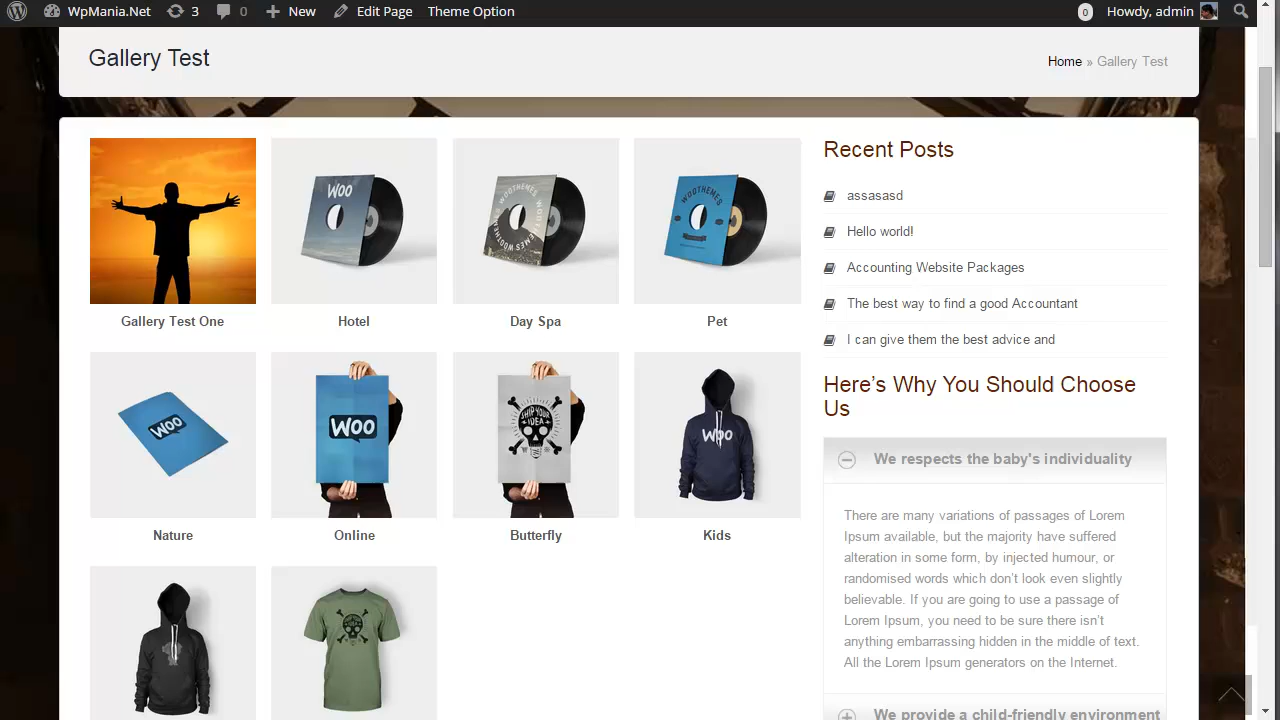 WpMania.Net 3 0 New Edit Page Theme Option 0 Howdy, admin
Gallery Test
Home » Gallery Test
WOO
WOOTHEMES WOOTHEMES
WOOTHEMES
Gallery Test One
Hotel
Day Spa
Pet
WOO
WOO
SHIP YOUR
IDEA
WOO
Nature
Online
Butterfly
Kids
Recent Posts
assasasd
Hello world!
Accounting Website Packages
The best way to find a good Accountant
I can give them the best advice and
Here’s Why You Should Choose
Us
We respects the baby's individuality
There are many variations of passages of Lorem
Ipsum available, but the majority have suffered
alteration in some form, by injected humour, or
randomised words which don’t look even slightly
believable. If you are going to use a passage of
Lorem Ipsum, you need to be sure there isn’t
anything embarrassing hidden in the middle of text.
All the Lorem Ipsum generators on the Internet.
We provide a child-friendly environment